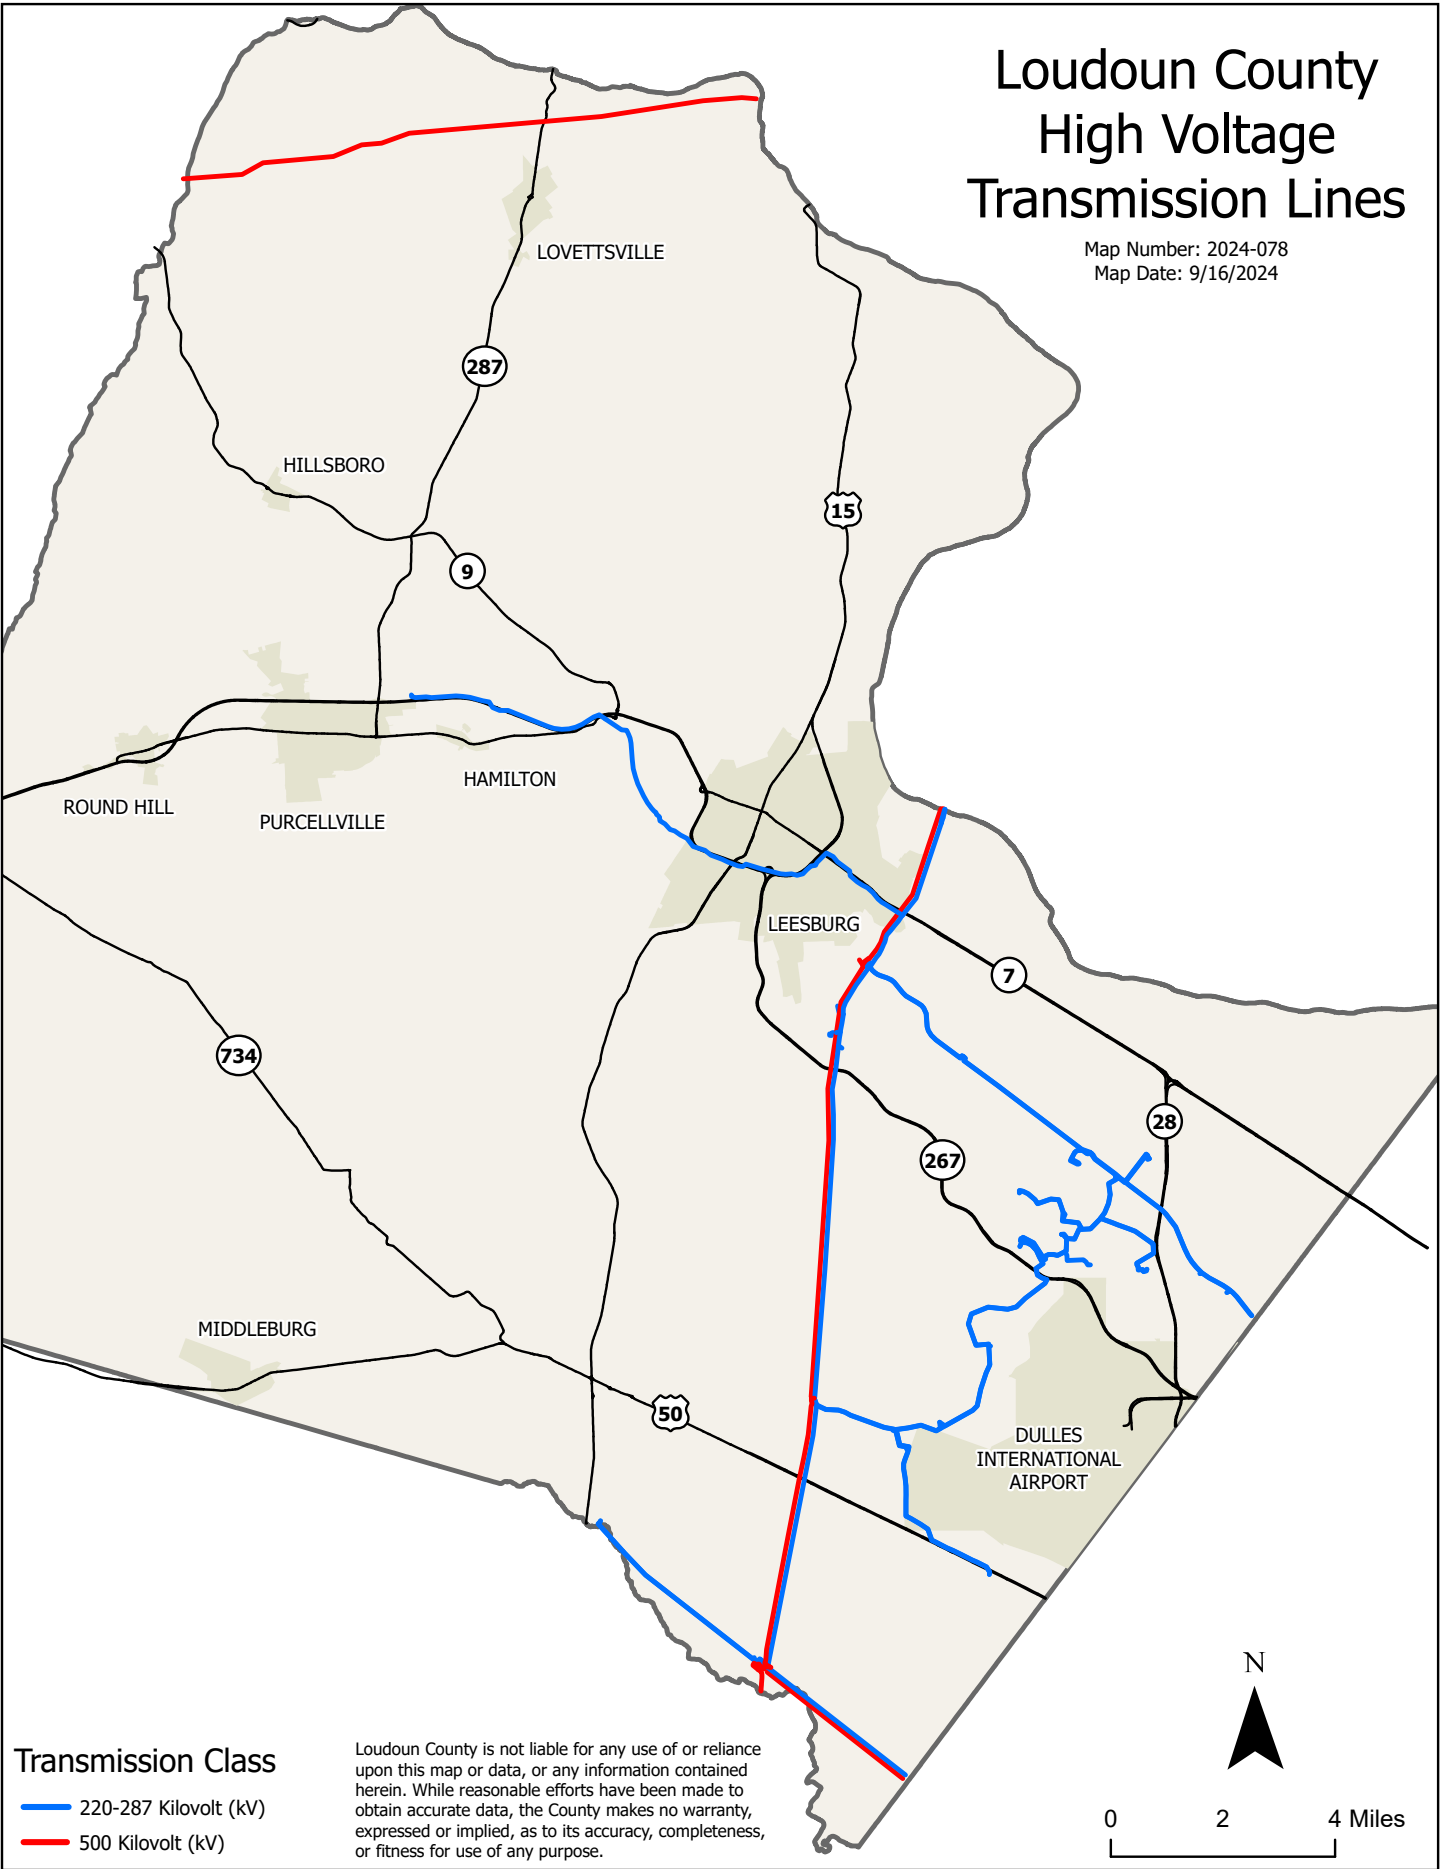 Loudoun County
High Voltage
Transmission Lines
Map Number: 2024-078
Map Date: 9/16/2024
LOVETTSVILLE
287
HILLSBORO
15
9
HAMILTON
ROUND HILL
PURCELLVILLE
LEESBURG
7
734
28
267
MIDDLEBURG
50
DULLES
INTERNATIONAL
AIRPORT
N
Transmission Class
220-287 Kilovolt (kV)
500 Kilovolt (kV)
Loudoun County is not liable for any use of or reliance
upon this map or data, or any information contained
herein. While reasonable efforts have been made to
obtain accurate data, the County makes no warranty,
expressed or implied, as to its accuracy, completeness,
or fitness for use of any purpose.
0 2 4 Miles